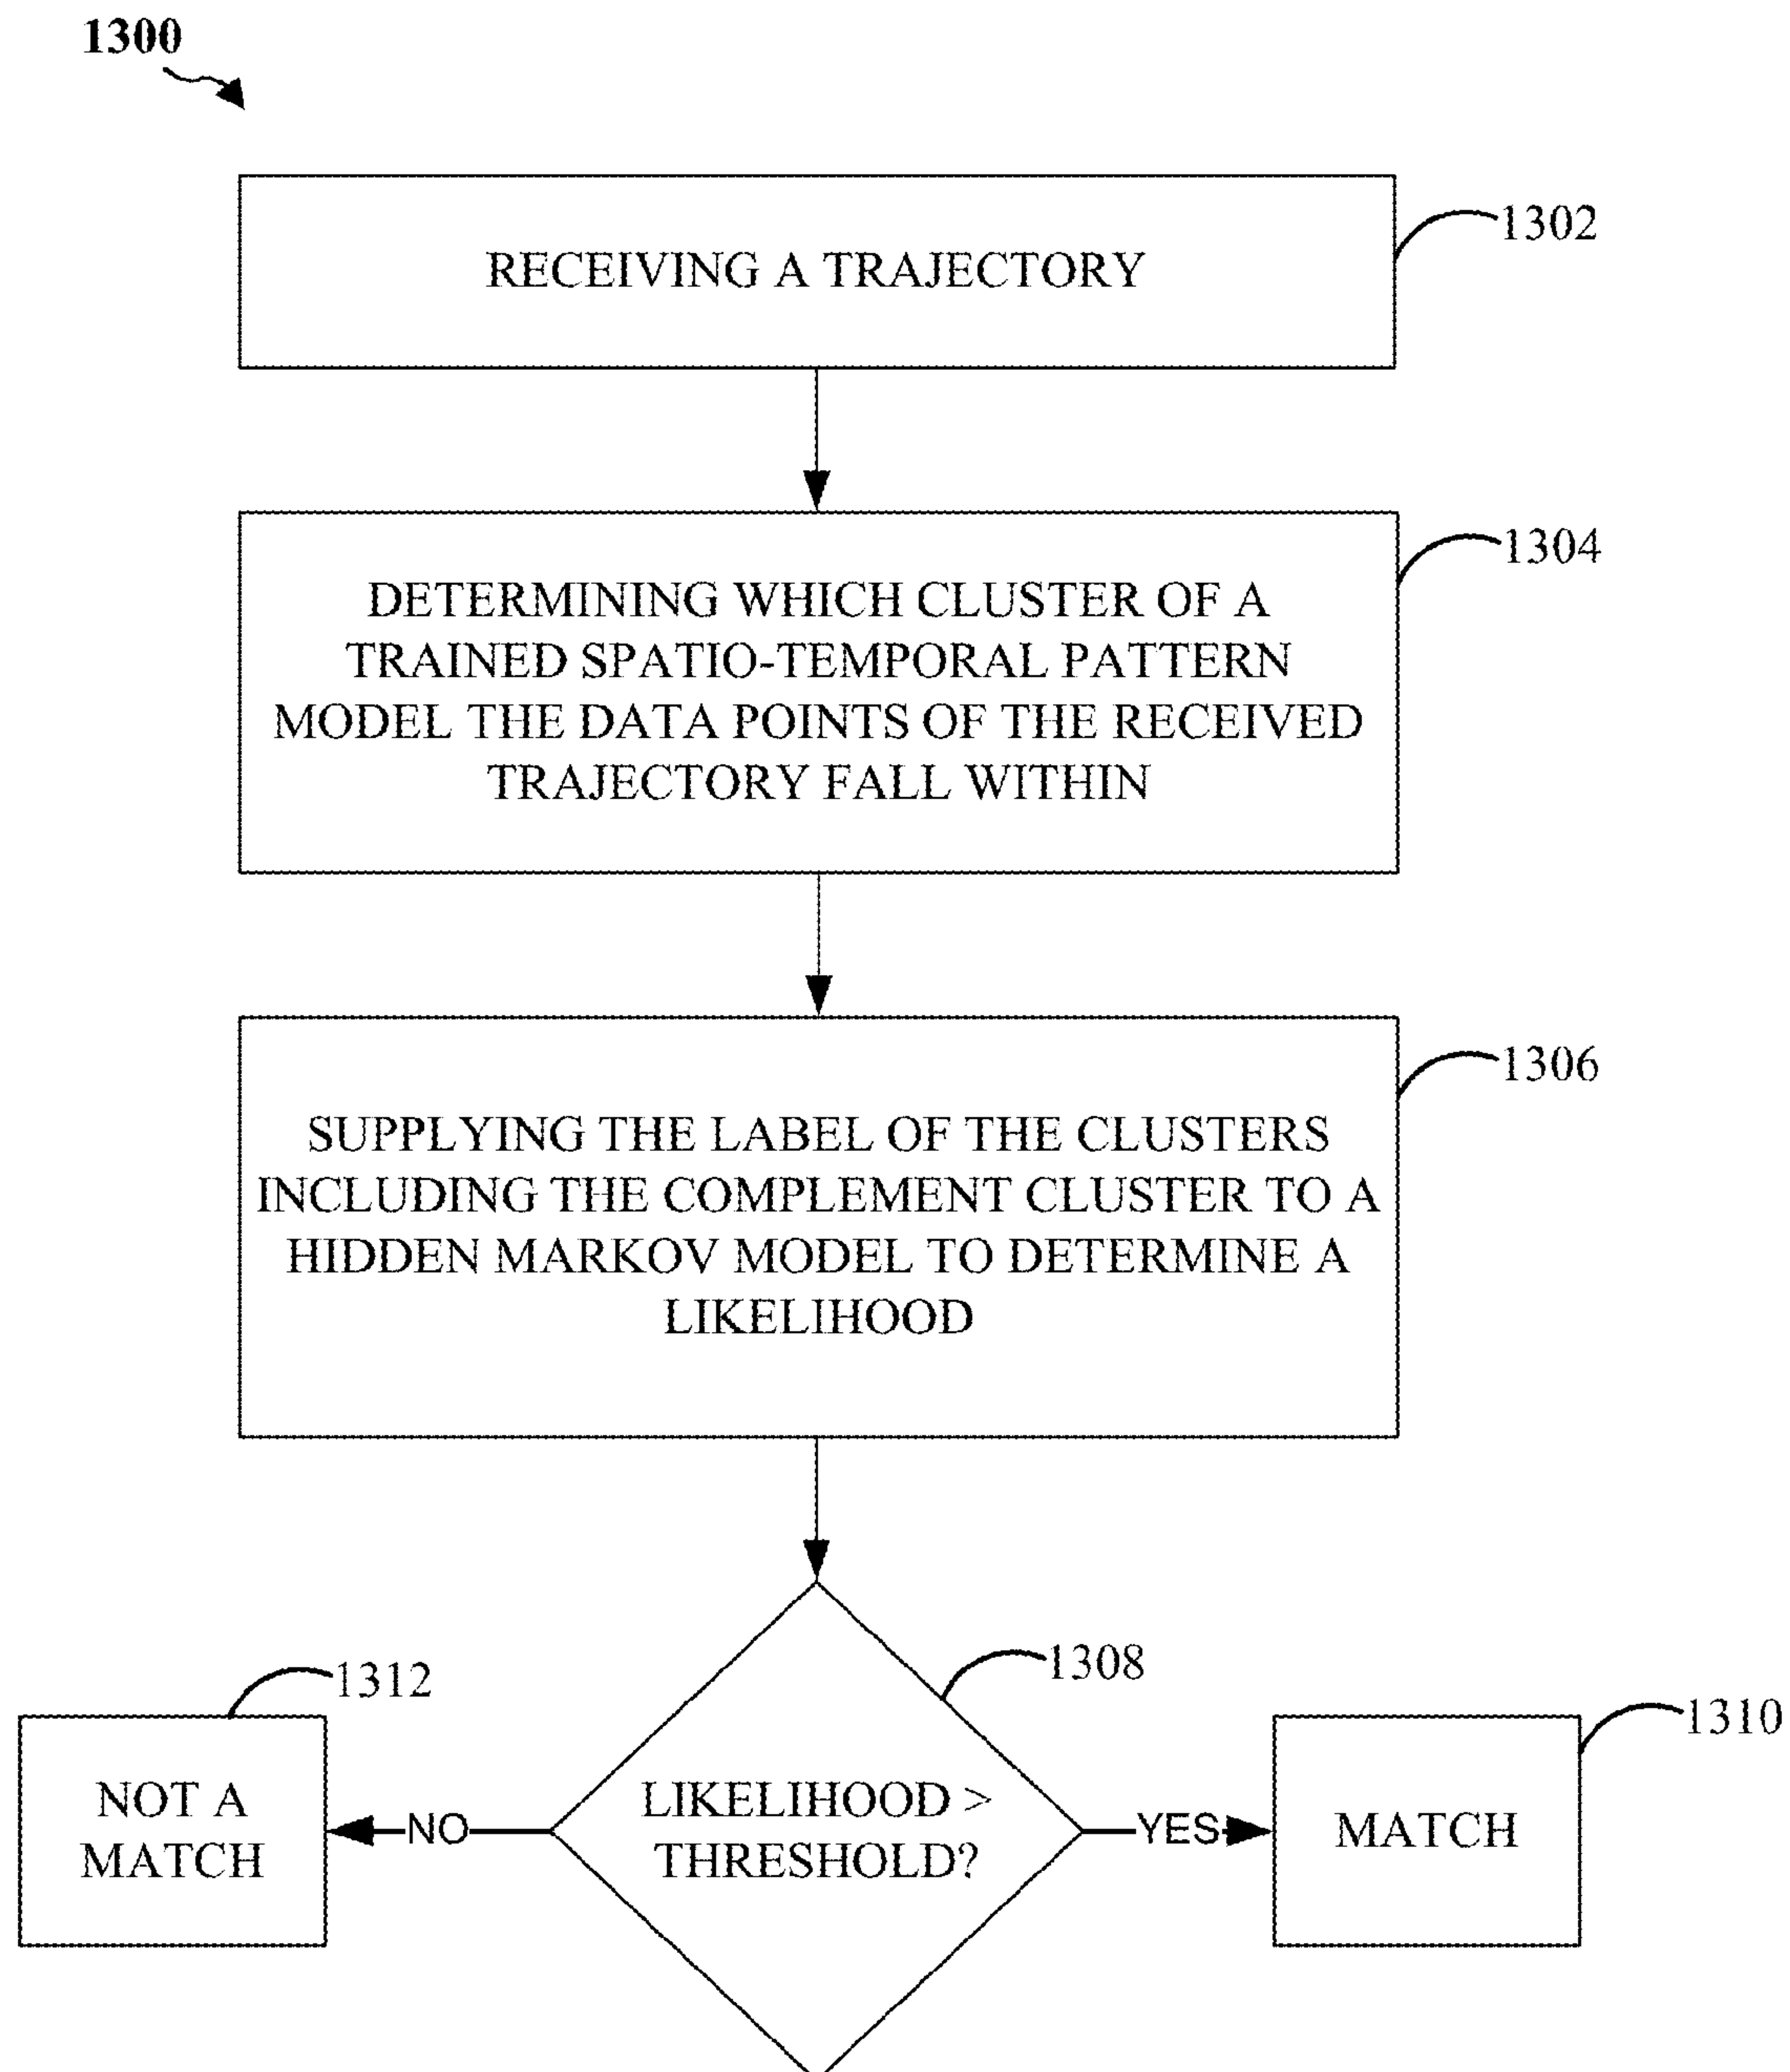 1300
RECEIVING A TRAJECTORY
1302
DETERMINING WHICH CLUSTER OF A
TRAINED SPATIO-TEMPORAL PATTERN
MODEL THE DATA POINTS OF THE RECEIVED
TRAJECTORY FALL WITHIN
1304
SUPPLYING THE LABEL OF THE CLUSTERS
INCLUDING THE COMPLEMENT CLUSTER TO A
HIDDEN MARKOV MODEL TO DETERMINE A
LIKELIHOOD
1306
LIKELIHOOD >
THRESHOLD?
1308
NO
NOT A
MATCH
1312
YES
MATCH
1310